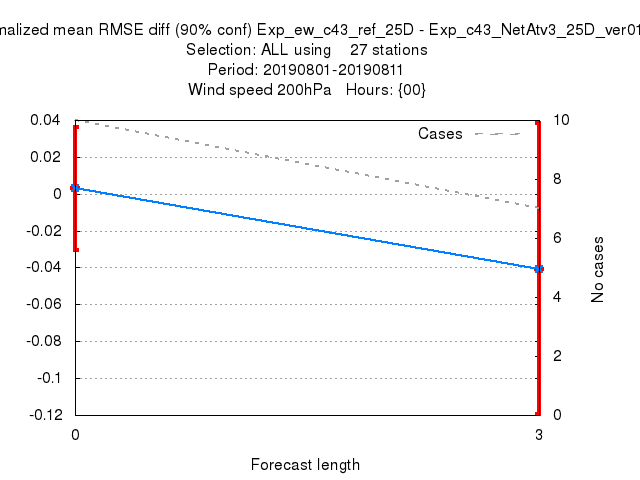 malized mean RMSE diff (90% conf) Exp_ew_c43_ref_25D - Exp_c43_NetAtv3_25D_ver01
Selection: ALL using 27 stations
Period: 20190801-20190811
Wind speed 200hPa Hours: {00}
0.04
0.02
0
-0.02
-0.04
-0.06
-0.08
-0.1
-0.12
Cases
10
8
6
4
2
0
No cases
0
3
Forecast length